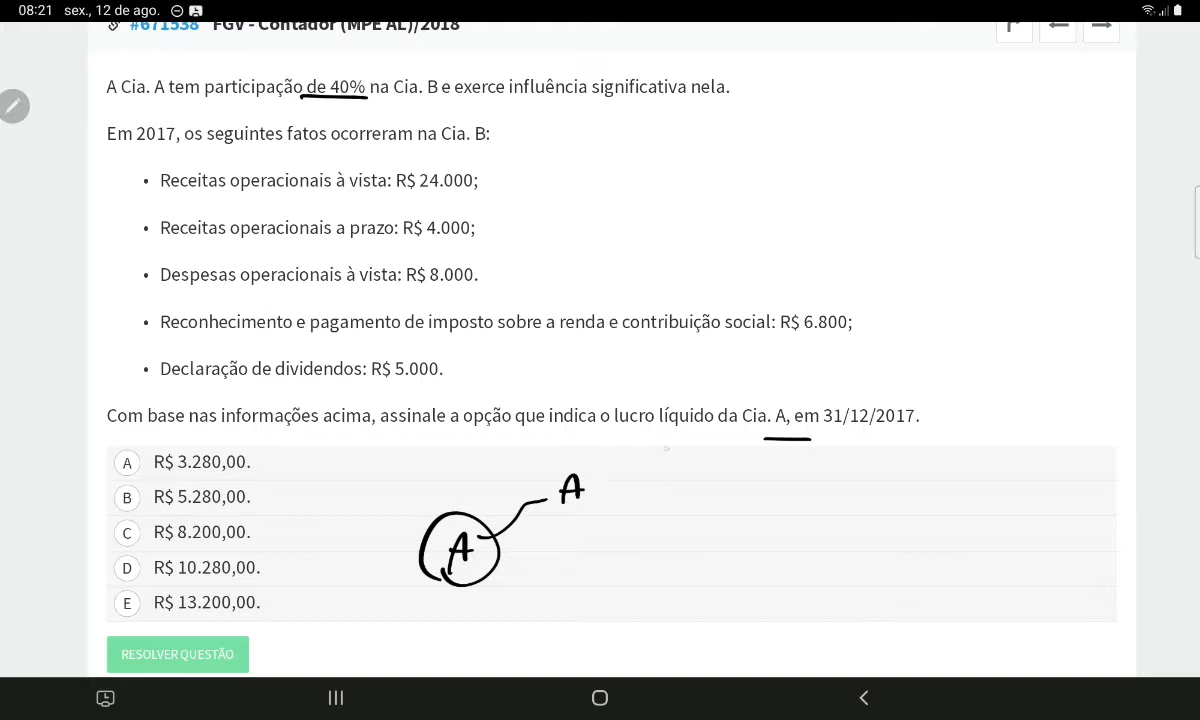 08:21 sex., 12 de ago.
#671538 FGV - Contador (MPE AL)/2018
A Cia. A tem participação de 40% na Cia. B e exerce influência significativa nela.
Em 2017, os seguintes fatos ocorreram na Cia. B:
• Receitas operacionais à vista: R$ 24.000;
• Receitas operacionais a prazo: R$ 4.000;
• Despesas operacionais à vista: R$ 8.000.
• Reconhecimento e pagamento de imposto sobre a renda e contribuição social: R$ 6.800;
• Declaração de dividendos: R$ 5.000.
Com base nas informações acima, assinale a opção que indica o lucro líquido da Cia. A, em 31/12/2017.
A R$ 3.280,00.
B R$ 5.280,00.
C R$ 8.200,00.
D R$ 10.280,00.
E R$ 13.200,00.
A
A
RESOLVER QUESTÃO